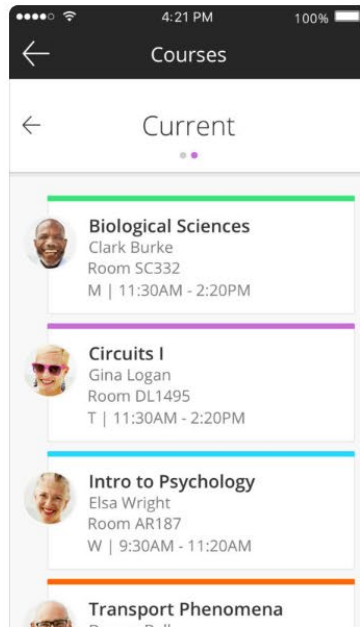 4:21 PM
100%
Courses
Current
Biological Sciences
Clark Burke
Room SC332
M | 11:30AM - 2:20PM
Circuits I
Gina Logan
Room DL1495
T | 11:30AM - 2:20PM
Intro to Psychology
Elsa Wright
Room AR187
W | 9:30AM - 11:20AM
Transport Phenomena